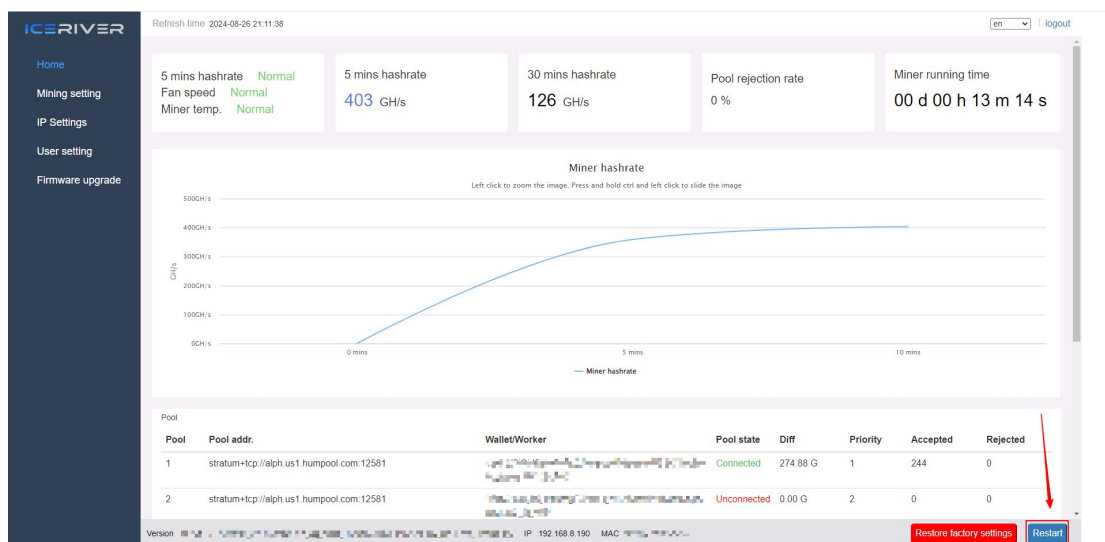 ICERIVER
Refresh time 2024-08-26 21:11:38
en
logout
Home
Mining setting
IP Settings
User setting
Firmware upgrade
5 mins hashrate Normal
Fan speed Normal
Miner temp. Normal
5 mins hashrate
403 GH/s
30 mins hashrate
126 GH/s
Pool rejection rate
0 %
Miner running time
00 d 00 h 13 m 14 s
Miner hashrate
Left click to zoom the image. Press and hold ctrl and left click to slide the image
GH/s
500GH/s
400GH/s
300GH/s
200GH/s
100GH/s
0GH/s
0 mins 5 mins 10 mins
Miner hashrate
Pool
Pool Pool addr. Wallet/Worker Pool state Diff Priority Accepted Rejected
1 stratum+tcp://alph.us1.humpool.com:12581 Connected 274.88 G 1 244 0
2 stratum+tcp://alph.us1.humpool.com:12581 Unconnected 0.00 G 2 0 0
Version IP 192.168.8.190 MAC
Restore factory settings
Restart